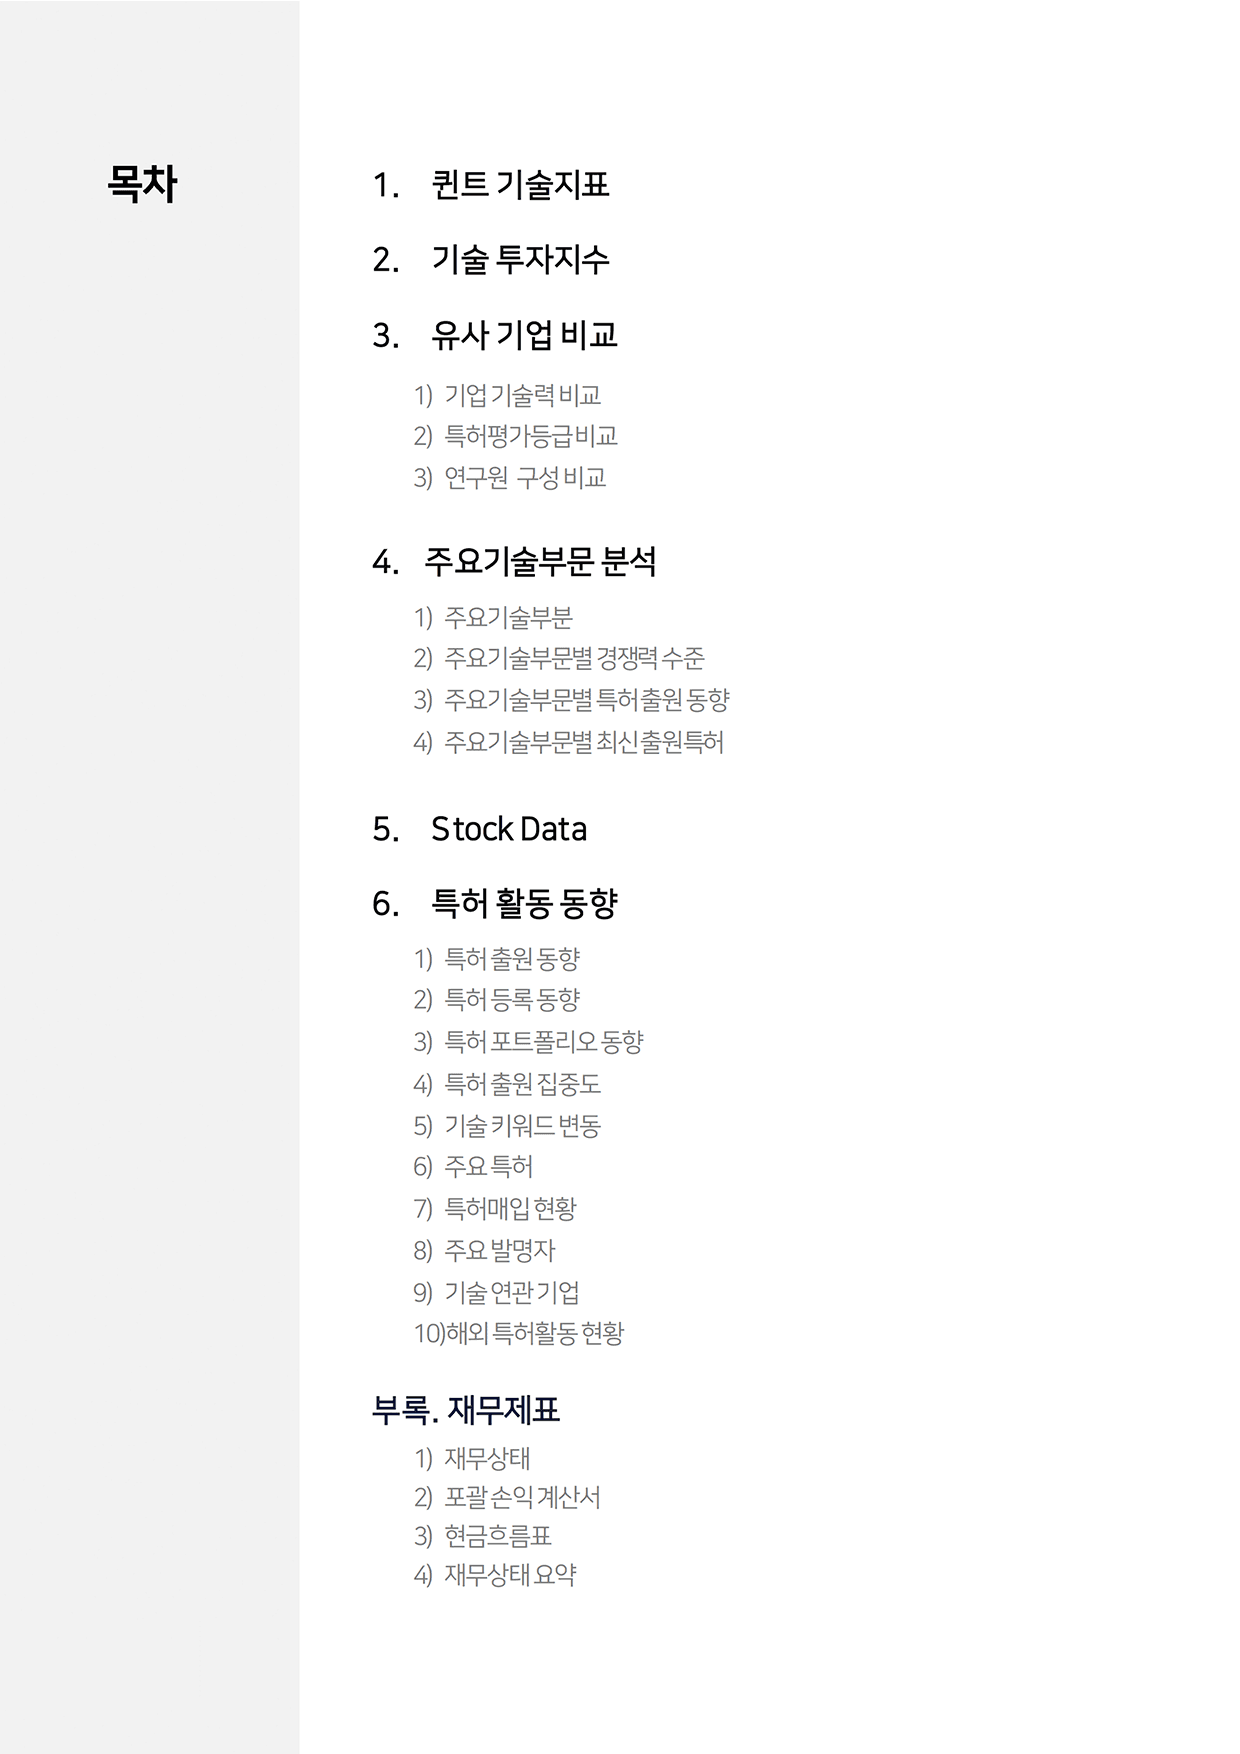 목차
1. 퀸트 기술지표
2. 기술 투자지수
3. 유사 기업 비교
1) 기업 기술력 비교
2) 특허평가등급 비교
3) 연구원 구성 비교
4. 주요기술부문 분석
1) 주요기술부분
2) 주요기술부문별 경쟁력 수준
3) 주요기술부문별 특허 출원 동향
4) 주요기술부문별 최신 출원특허
5. Stock Data
6. 특허 활동 동향
1) 특허 출원 동향
2) 특허 등록 동향
3) 특허 포트폴리오 동향
4) 특허 출원 집중도
5) 기술 키워드 변동
6) 주요 특허
7) 특허매입 현황
8) 주요 발명자
9) 기술 연관 기업
10)해외 특허활동 현황
부록. 재무제표
1) 재무상태
2) 포괄 손익 계산서
3) 현금흐름표
4) 재무상태 요약